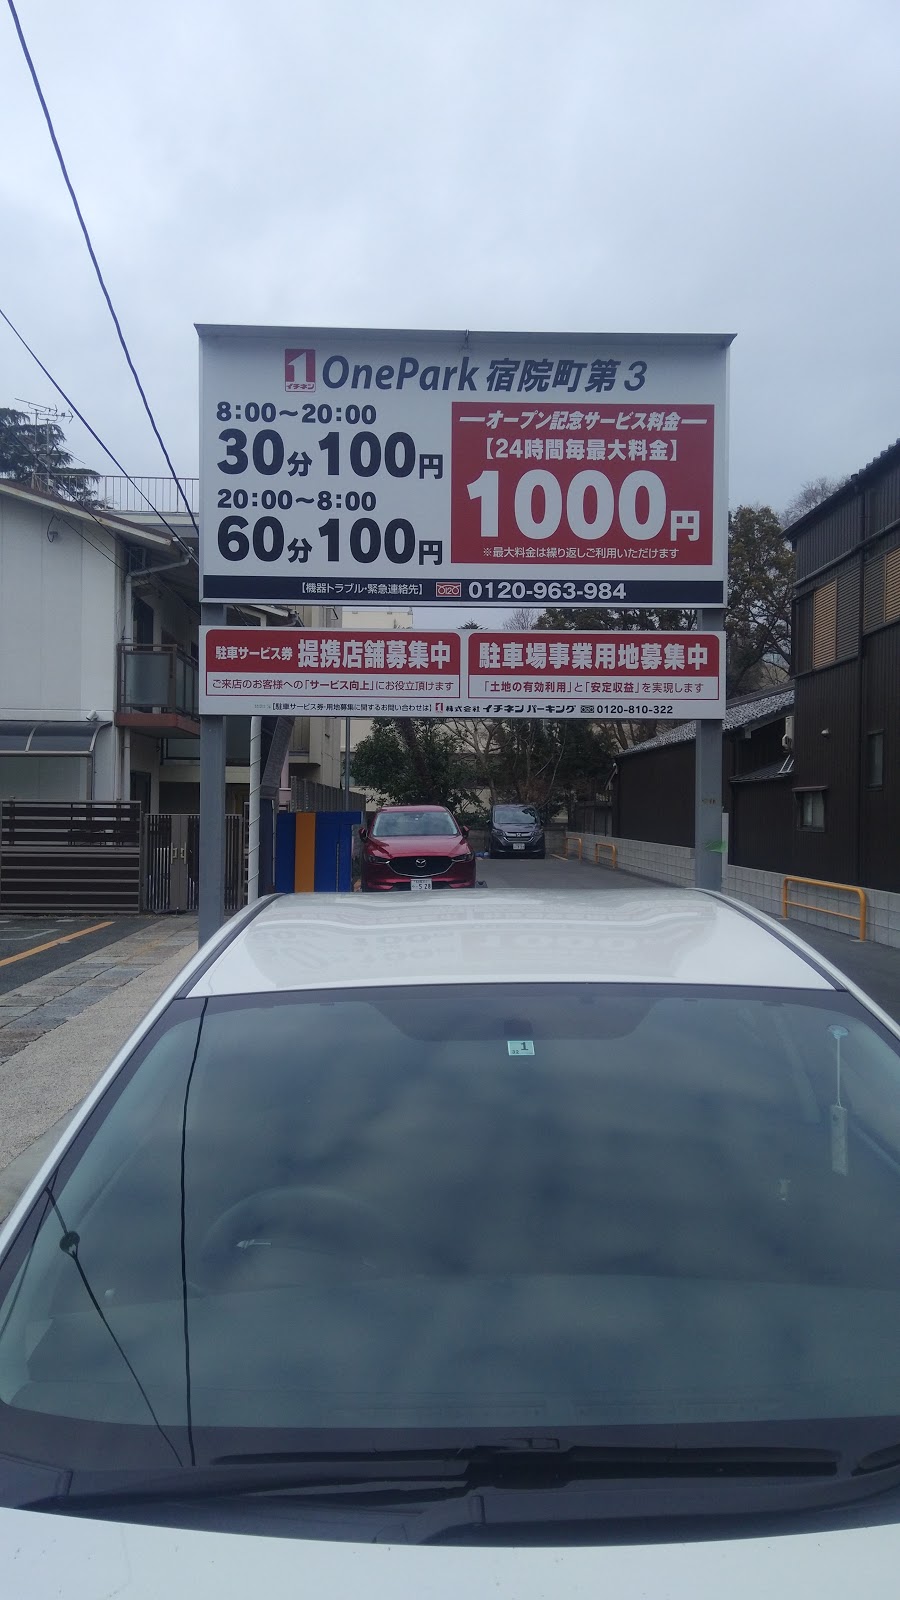 1 イチネン OnePark 宿院町第3
8:00〜20:00
30分100円
20:00〜8:00
60分100円
オープン記念サービス料金
【24時間毎最大料金】
1000円
※最大料金は繰り返しご利用いただけます
【機器トラブル・緊急連絡先】 0120 0120-963-984
駐車サービス券 提携店舗募集中
ご来店のお客様への「サービス向上」にお役立頂けます
駐車場事業用地募集中
「土地の有効利用」と「安定収益」を実現します
【駐車サービス券・用地募集に関するお問い合わせは】 1 株式会社 イチネンパーキング 0120-810-322
5 28
1